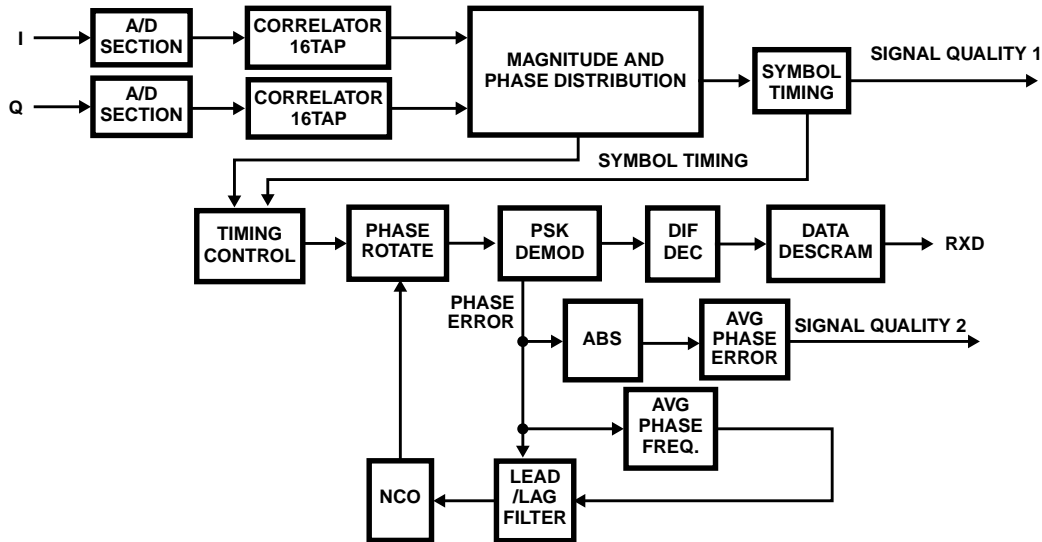 I
A/D
SECTION
CORRELATOR
16TAP
MAGNITUDE AND
PHASE DISTRIBUTION
SYMBOL
TIMING
SIGNAL QUALITY 1
Q
A/D
SECTION
CORRELATOR
16TAP
SYMBOL TIMING
TIMING
CONTROL
PHASE
ROTATE
PSK
DEMOD
DIF
DEC
DATA
DESCRAM
RXD
PHASE
ERROR
ABS
AVG
PHASE
ERROR
SIGNAL QUALITY 2
AVG
PHASE
FREQ.
NCO
LEAD
/LAG
FILTER